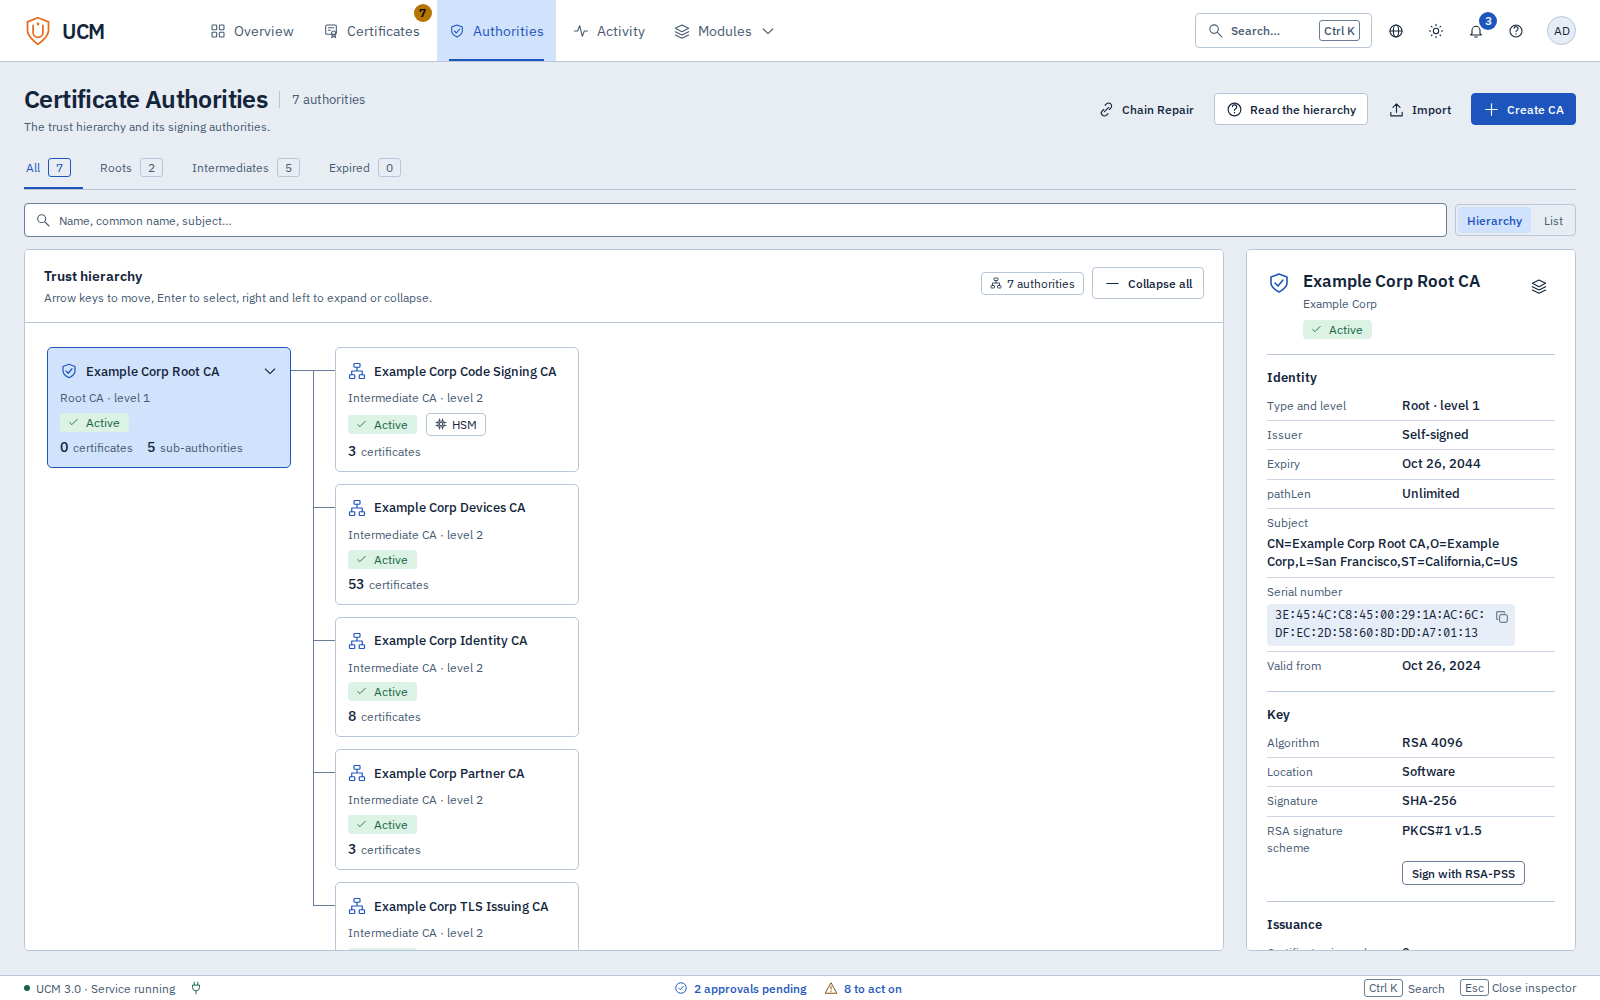 UCM
Overview
Certificates
7
Authorities
Activity
Modules
Search...
Ctrl K
3
AD
Certificate Authorities
7 authorities
The trust hierarchy and its signing authorities.
Chain Repair
Read the hierarchy
Import
Create CA
All 7
Roots 2
Intermediates 5
Expired 0
Name, common name, subject...
Hierarchy
List
Trust hierarchy
Arrow keys to move, Enter to select, right and left to expand or collapse.
7 authorities
Collapse all
Example Corp Root CA
Root CA · level 1
Active
0 certificates 5 sub-authorities
Example Corp Code Signing CA
Intermediate CA · level 2
Active
HSM
3 certificates
Example Corp Devices CA
Intermediate CA · level 2
Active
53 certificates
Example Corp Identity CA
Intermediate CA · level 2
Active
8 certificates
Example Corp Partner CA
Intermediate CA · level 2
Active
3 certificates
Example Corp TLS Issuing CA
Intermediate CA · level 2
Example Corp Root CA
Example Corp
Active
Identity
Type and level Root · level 1
Issuer Self-signed
Expiry Oct 26, 2044
pathLen Unlimited
Subject
CN=Example Corp Root CA,O=Example
Corp,L=San Francisco,ST=California,C=US
Serial number
3E:45:4C:C8:45:00:29:1A:AC:6C:
DF:EC:2D:58:60:8D:DD:A7:01:13
Valid from Oct 26, 2024
Key
Algorithm RSA 4096
Location Software
Signature SHA-256
RSA signature PKCS#1 v1.5
scheme
Sign with RSA-PSS
Issuance
UCM 3.0 · Service running
2 approvals pending
8 to act on
Ctrl K Search
Esc Close inspector